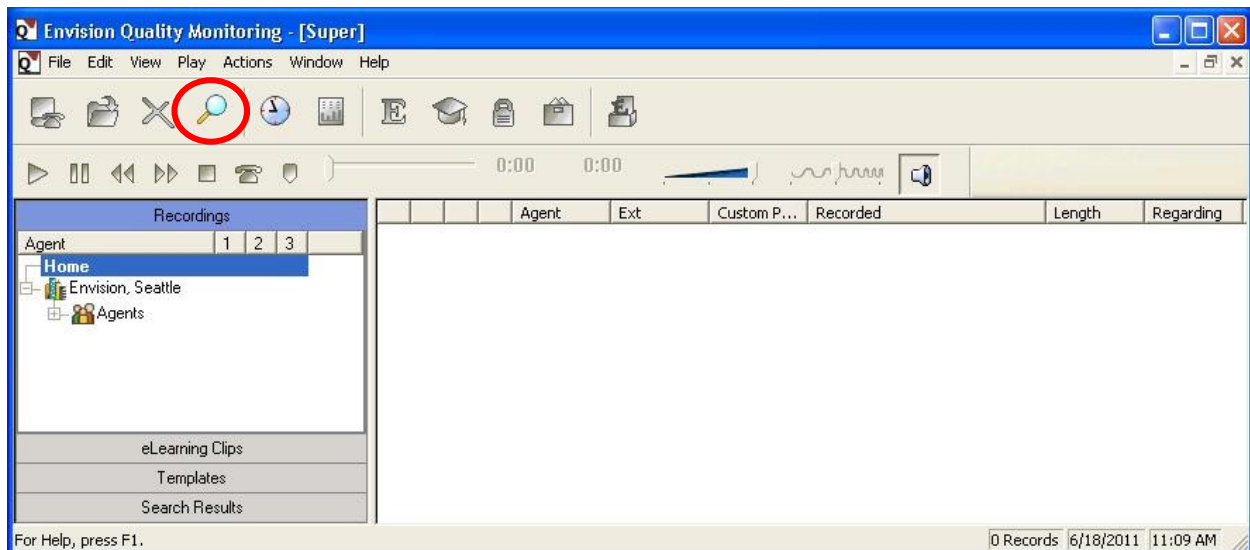 Envision Quality Monitoring - [Super]
File Edit View Play Actions Window Help
E
0:00 0:00
Recordings
Agent 1 2 3
Home
Envision, Seattle
Agents
eLearning Clips
Templates
Search Results
Agent Ext Custom P... Recorded Length Regarding
For Help, press F1.
0 Records 6/18/2011 11:09 AM